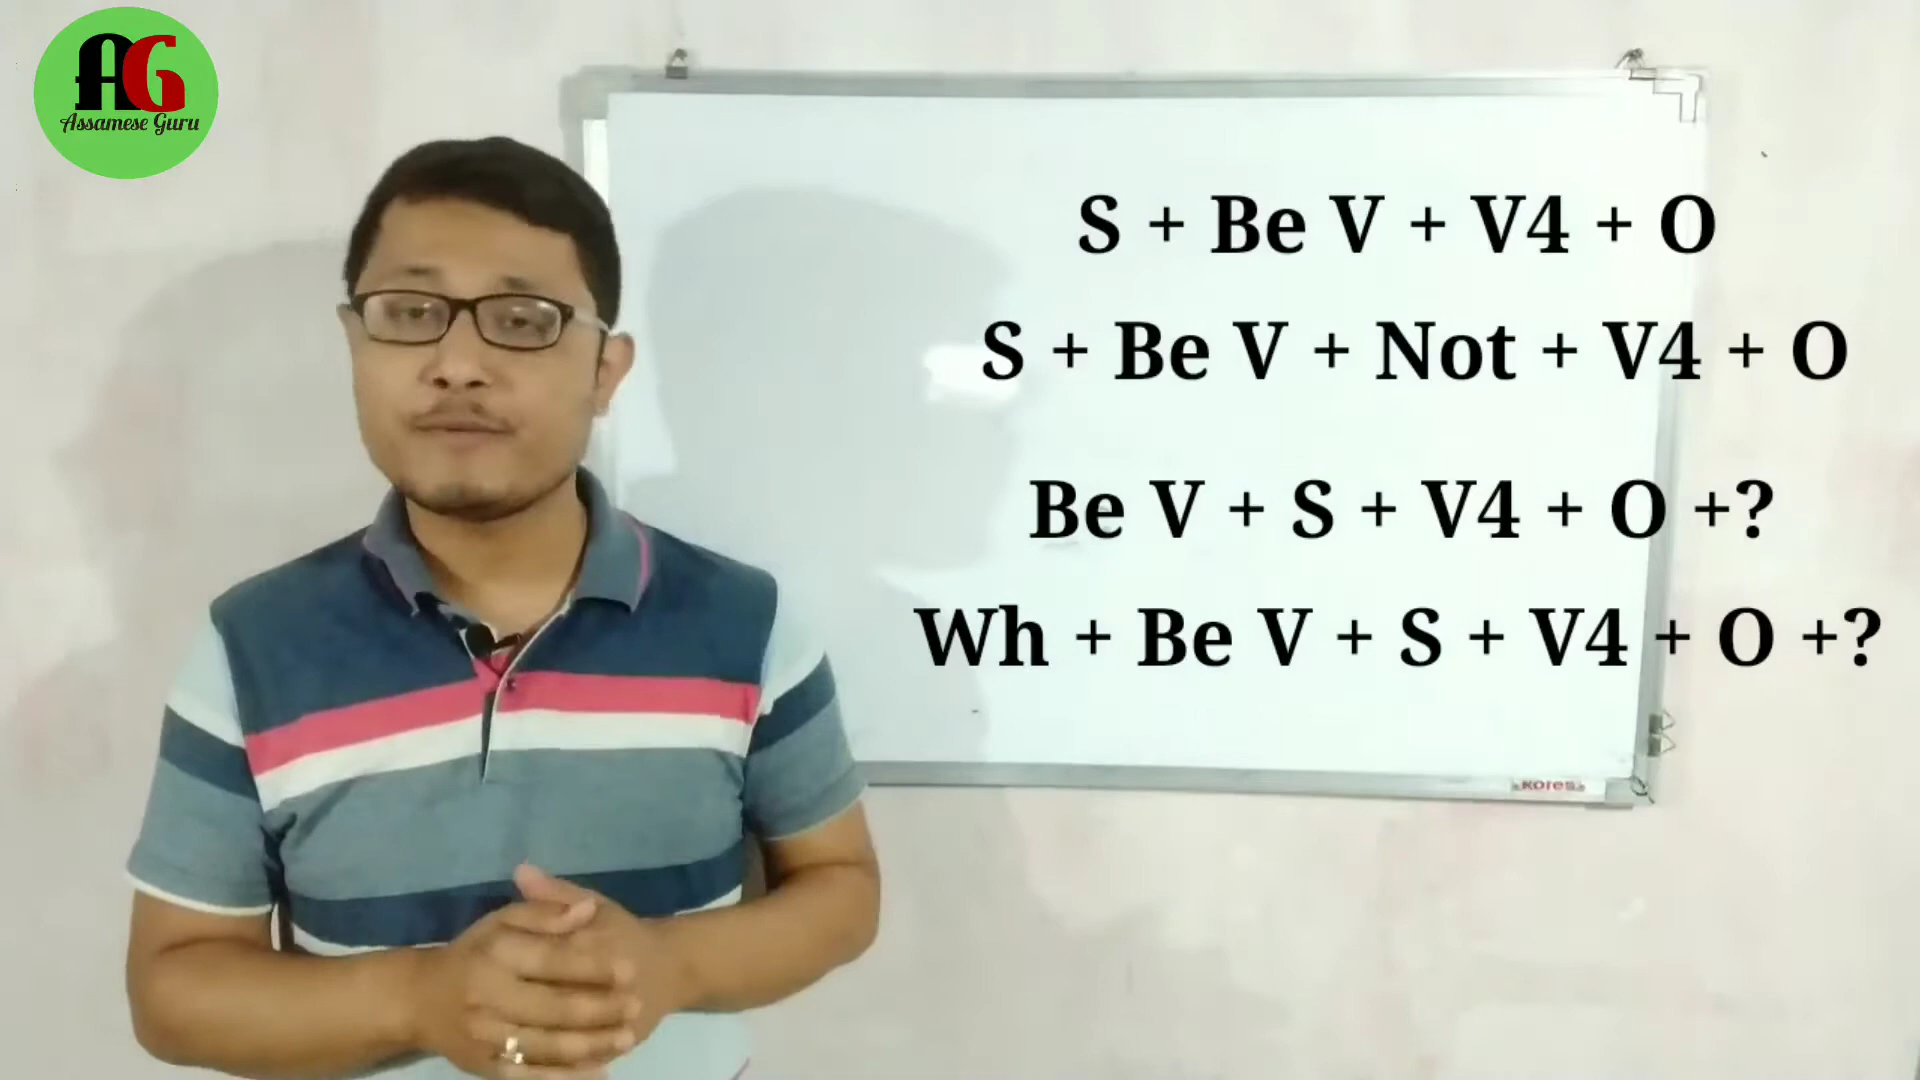 AG
Assamese Guru
S + Be V + V4 + O
S + Be V + Not + V4 + O
Be V + S + V4 + O +?
Wh + Be V + S + V4 + O +?
Kores